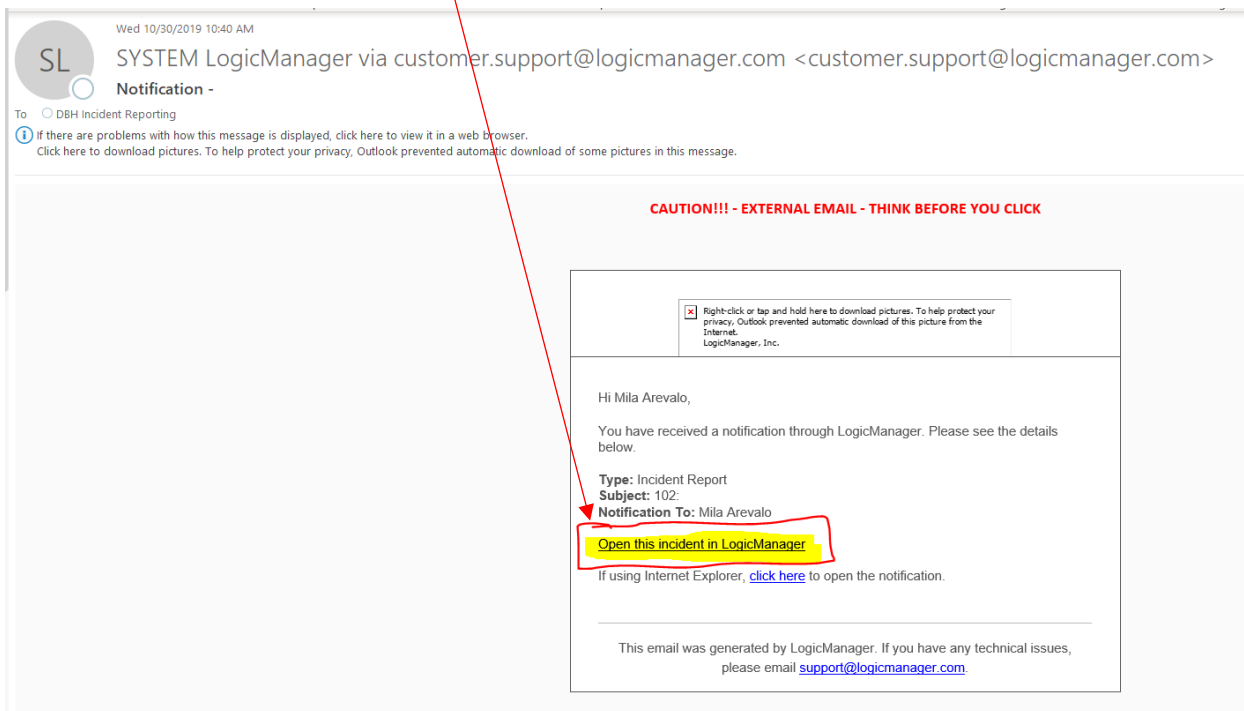 Wed 10/30/2019 10:40 AM
SL
SYSTEM LogicManager via customer.support@logicmanager.com <customer.support@logicmanager.com>
Notification -
To DBH Incident Reporting
If there are problems with how this message is displayed, click here to view it in a web browser.
Click here to download pictures. To help protect your privacy, Outlook prevented automatic download of some pictures in this message.
CAUTION!!! - EXTERNAL EMAIL - THINK BEFORE YOU CLICK
Right-click or tap and hold here to download pictures. To help protect your
privacy, Outlook prevented automatic download of this picture from the
Internet.
LogicManager, Inc.
Hi Mila Arevalo,
You have received a notification through LogicManager. Please see the details
below.
Type: Incident Report
Subject: 102:
Notification To: Mila Arevalo
Open this incident in LogicManager
If using Internet Explorer, click here to open the notification.
This email was generated by LogicManager. If you have any technical issues,
please email support@logicmanager.com.